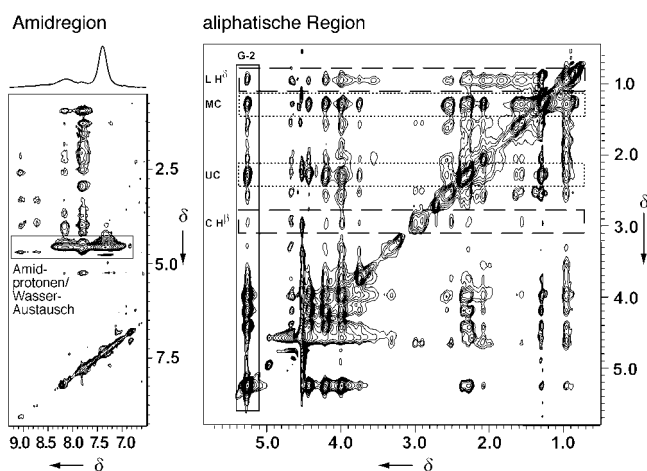 Amidregion
aliphatische Region
G-2
L Hδ
MC
UC
C Hβ
1.0
2.0
3.0
δ
4.0
5.0
2.5
δ
5.0
7.5
Amid-
protonen/
Wasser-
Austausch
9.0 8.5 8.0 7.5 7.0
δ
5.0 4.0 3.0 2.0 1.0
δ